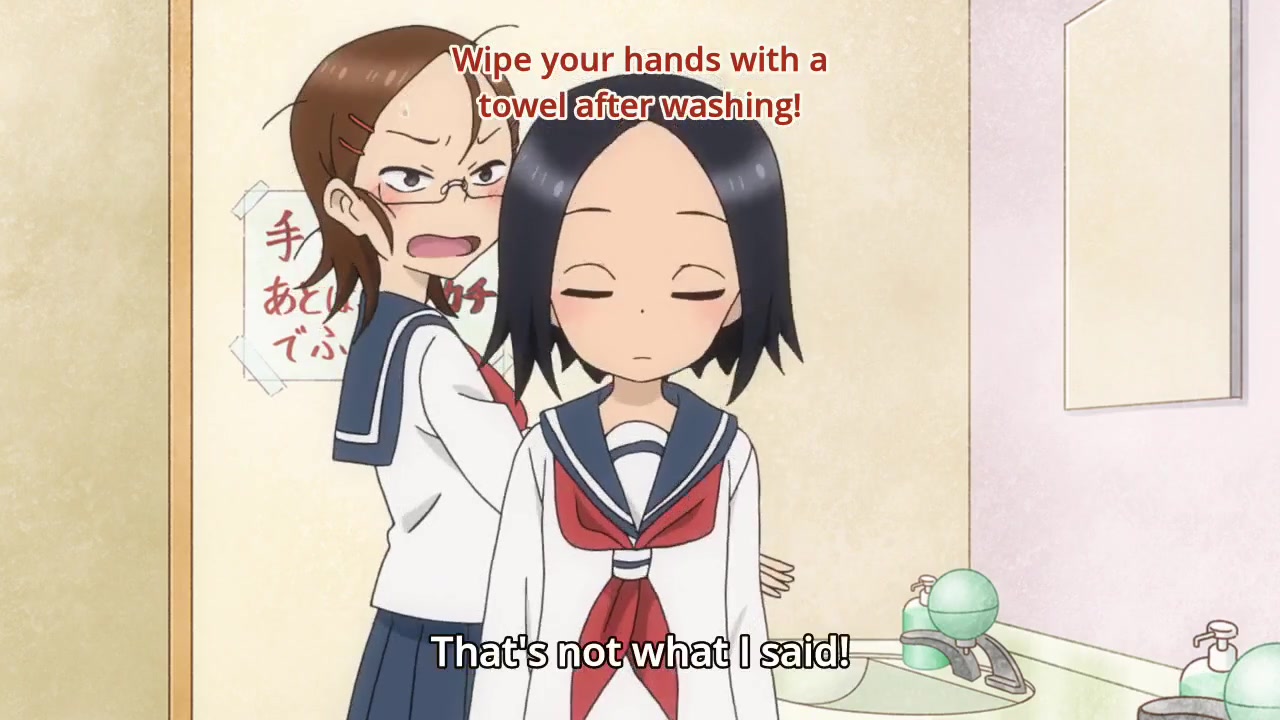 Wipe your hands with a
towel after washing!
手
あとは
カチ
でふ
That's not what I said!